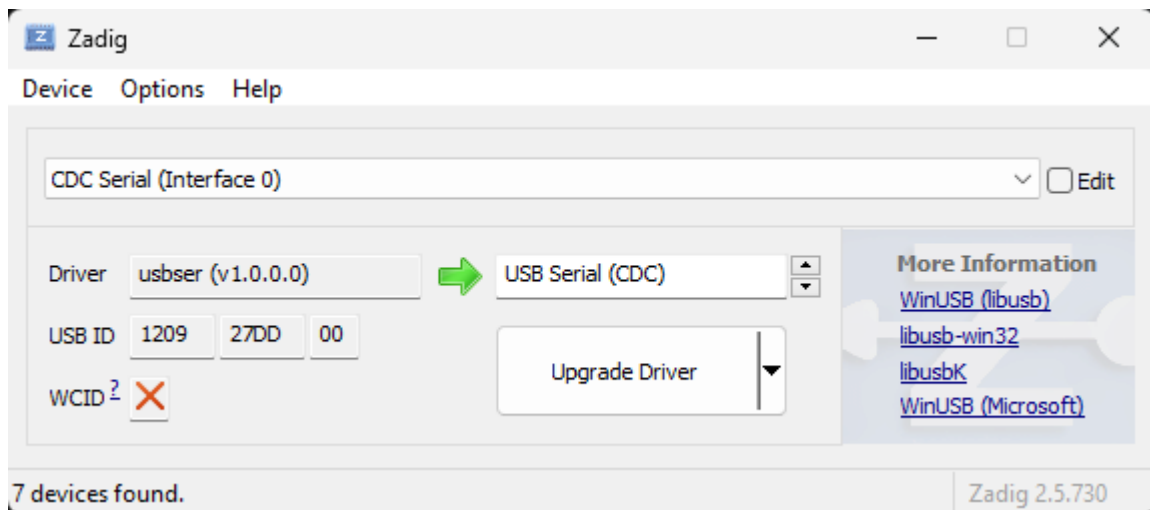 Zadig
Device Options Help
CDC Serial (Interface 0)
Edit
Driver usbser (v1.0.0.0) USB Serial (CDC)
USB ID 1209 27DD 00
WCID ?
Upgrade Driver
More Information
WinUSB (libusb)
libusb-win32
libusbK
WinUSB (Microsoft)
7 devices found.
Zadig 2.5.730